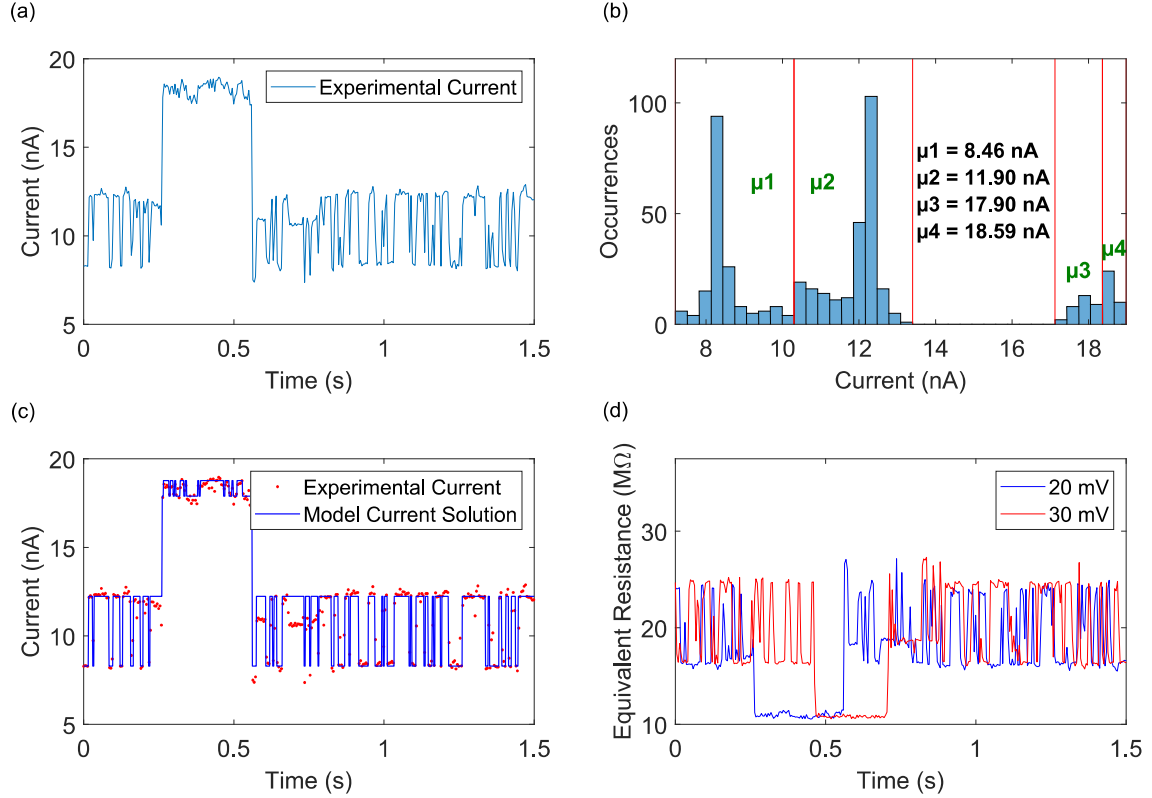 (a)
20
15
10
5
0
0.5
1
1.5
Current (nA)
Time (s)
Experimental Current
(b)
100
50
0
8
10
12
14
16
18
Occurrences
Current (nA)
µ1
µ2
µ1 = 8.46 nA
µ2 = 11.90 nA
µ3 = 17.90 nA
µ4 = 18.59 nA
µ3
µ4
(c)
20
15
10
5
0
0.5
1
1.5
Current (nA)
Time (s)
Experimental Current
Model Current Solution
(d)
30
20
10
0
0.5
1
1.5
Equivalent Resistance (MΩ)
Time (s)
20 mV
30 mV